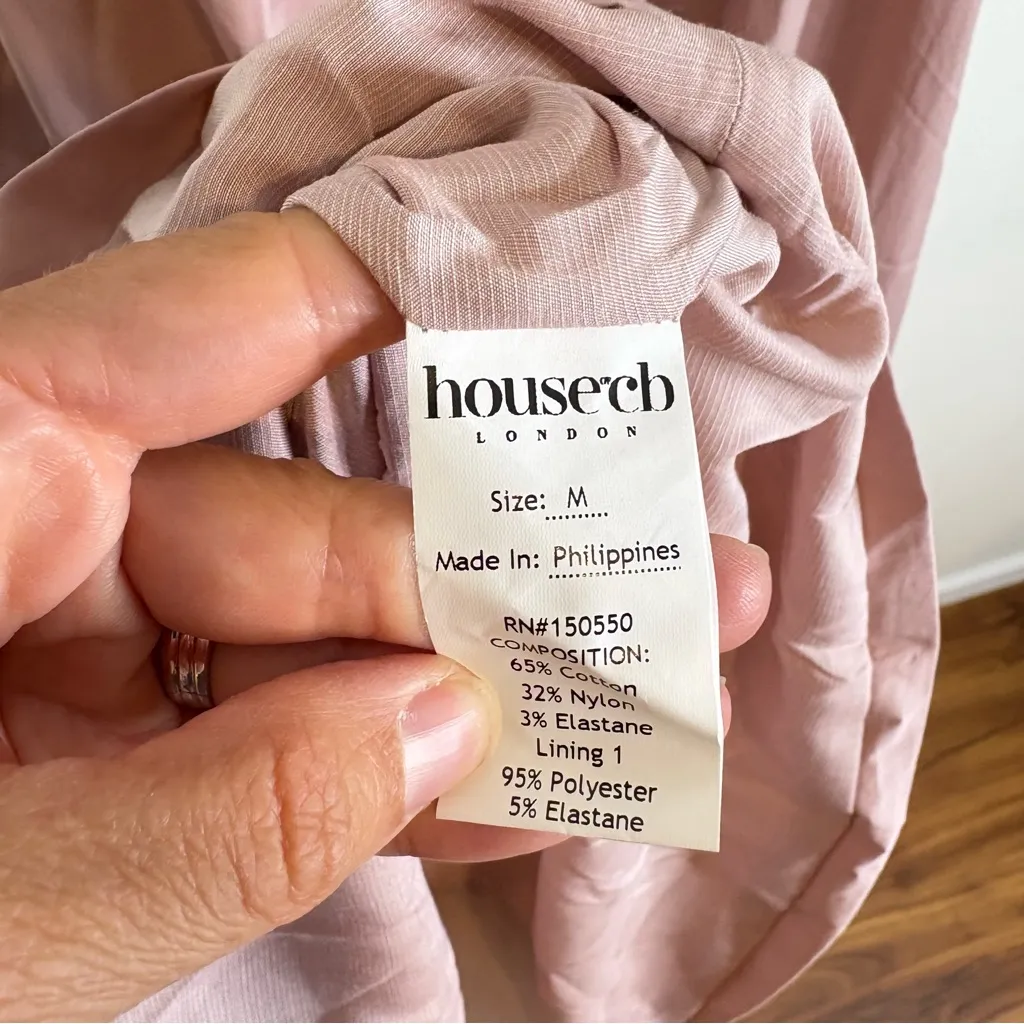 house of cb
LONDON
Size: M
Made In: Philippines
RN#150550
COMPOSITION:
65% Cotton
32% Nylon
3% Elastane
Lining 1
95% Polyester
5% Elastane